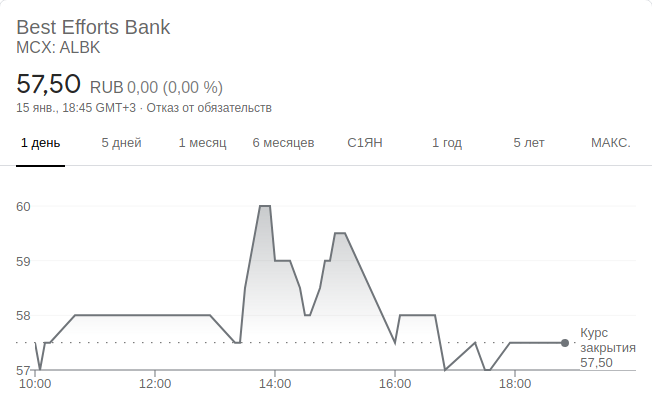 Best Efforts Bank
MCX: ALBK
57,50 RUB 0,00 (0,00 %)
15 янв., 18:45 GMT+3 · Отказ от обязательств
1 день 5 дней 1 месяц 6 месяцев С1ЯН 1 год 5 лет МАКС.
60
59
58
57
Курс
закрытия
57,50
10:00 12:00 14:00 16:00 18:00